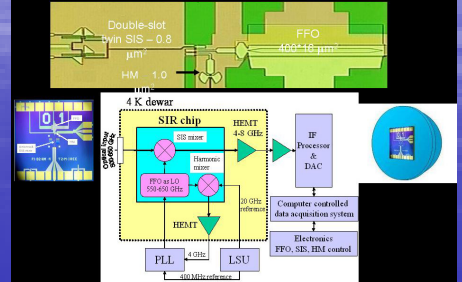 Double-slot
twin SIS – 0.8
μm²
FFO
400*16 μm²
HM 1.0
μm²
4 K dewar
SIR chip
HEMT
4-8 GHz
SIS mixer
Harmonic
mixer
FFO as LO
550-650 GHz
Optical input
01
20 GHz
reference
HEMT
4 GHz
PLL
LSU
400 MHz reference
IF
Processor
&
DAC
Computer controlled
data acquisition system
Electronics
FFO, SIS, HM control